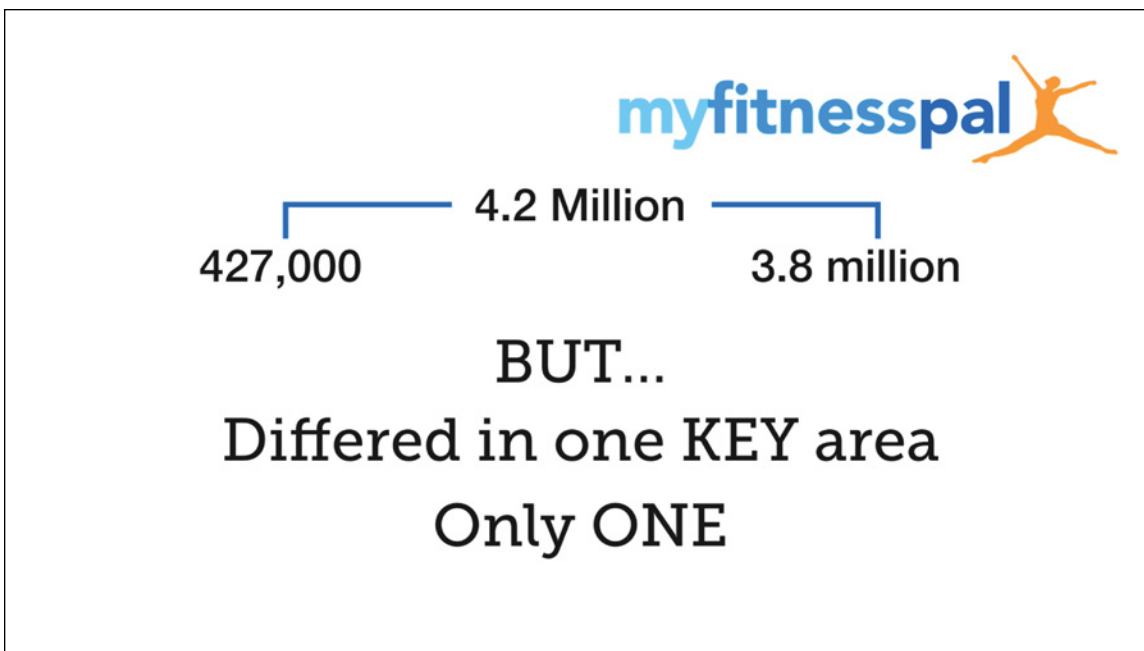 myfitnesspal
4.2 Million
427,000 3.8 million
BUT...
Differed in one KEY area
Only ONE